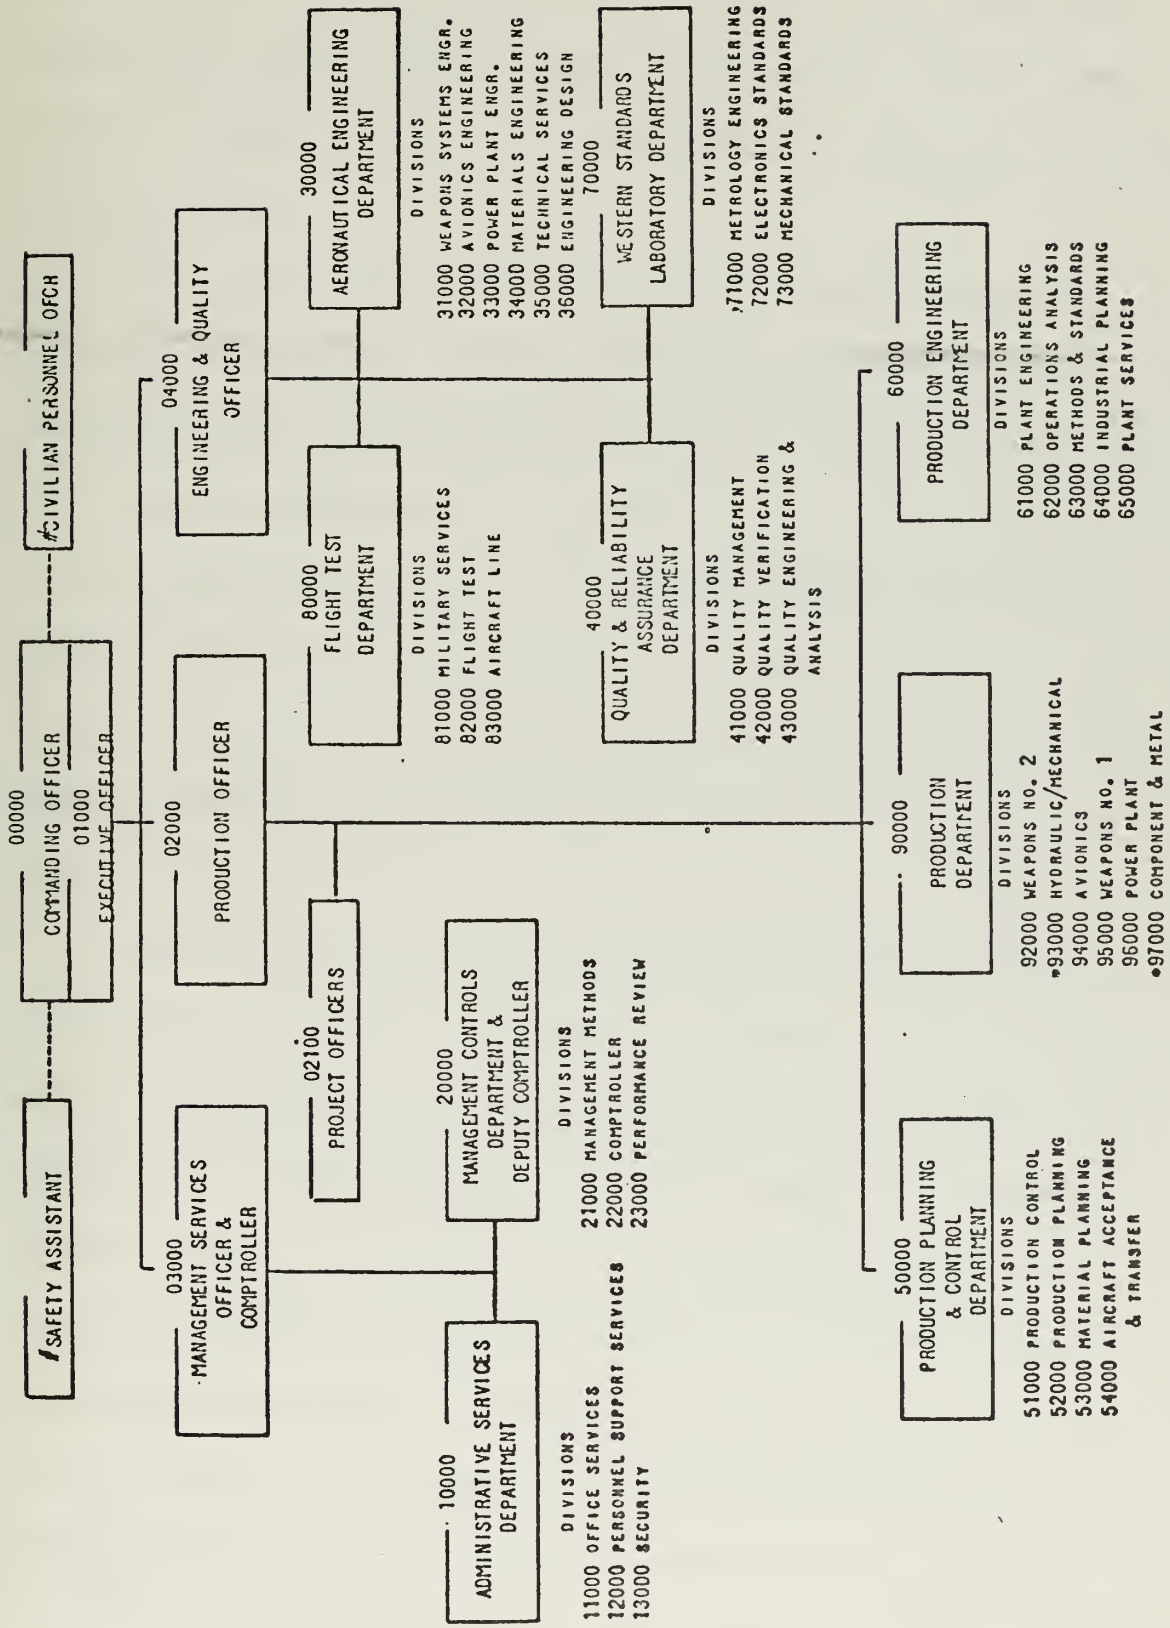 00000
COMMANDING OFFICER
01000
EXECUTIVE OFFICER
SAFETY ASSISTANT
CIVILIAN PERSONNEL OFCR
03000
MANAGEMENT SERVICES
OFFICER &
COMPTROLLER
02000
PRODUCTION OFFICER
04000
ENGINEERING & QUALITY
OFFICER
02100
PROJECT OFFICERS
10000
ADMINISTRATIVE SERVICES
DEPARTMENT
DIVISIONS
11000 OFFICE SERVICES
12000 PERSONNEL SUPPORT SERVICES
13000 SECURITY
20000
MANAGEMENT CONTROLS
DEPARTMENT &
DEPUTY COMPTROLLER
DIVISIONS
21000 MANAGEMENT METHODS
22000 COMPTROLLER
23000 PERFORMANCE REVIEW
80000
FLIGHT TEST
DEPARTMENT
DIVISIONS
81000 MILITARY SERVICES
82000 FLIGHT TEST
83000 AIRCRAFT LINE
30000
AERONAUTICAL ENGINEERING
DEPARTMENT
DIVISIONS
31000 WEAPONS SYSTEMS ENGR.
32000 AVIONICS ENGINEERING
33000 POWER PLANT ENGR.
34000 MATERIALS ENGINEERING
35000 TECHNICAL SERVICES
36000 ENGINEERING DESIGN
40000
QUALITY & RELIABILITY
ASSURANCE
DEPARTMENT
DIVISIONS
41000 QUALITY MANAGEMENT
42000 QUALITY VERIFICATION
43000 QUALITY ENGINEERING &
ANALYSIS
70000
WESTERN STANDARDS
LABORATORY DEPARTMENT
DIVISIONS
71000 METROLOGY ENGINEERING
72000 ELECTRONICS STANDARDS
73000 MECHANICAL STANDARDS
50000
PRODUCTION PLANNING
& CONTROL
DEPARTMENT
DIVISIONS
51000 PRODUCTION CONTROL
52000 PRODUCTION PLANNING
53000 MATERIAL PLANNING
54000 AIRCRAFT ACCEPTANCE
& TRANSFER
90000
PRODUCTION
DEPARTMENT
DIVISIONS
92000 WEAPONS NO. 2
*93000 HYDRAULIC/MECHANICAL
94000 AVIONICS
95000 WEAPONS NO. 1
96000 POWER PLANT
*97000 COMPONENT & METAL
60000
PRODUCTION ENGINEERING
DEPARTMENT
DIVISIONS
61000 PLANT ENGINEERING
62000 OPERATIONS ANALYSIS
63000 METHODS & STANDARDS
64000 INDUSTRIAL PLANNING
65000 PLANT SERVICES